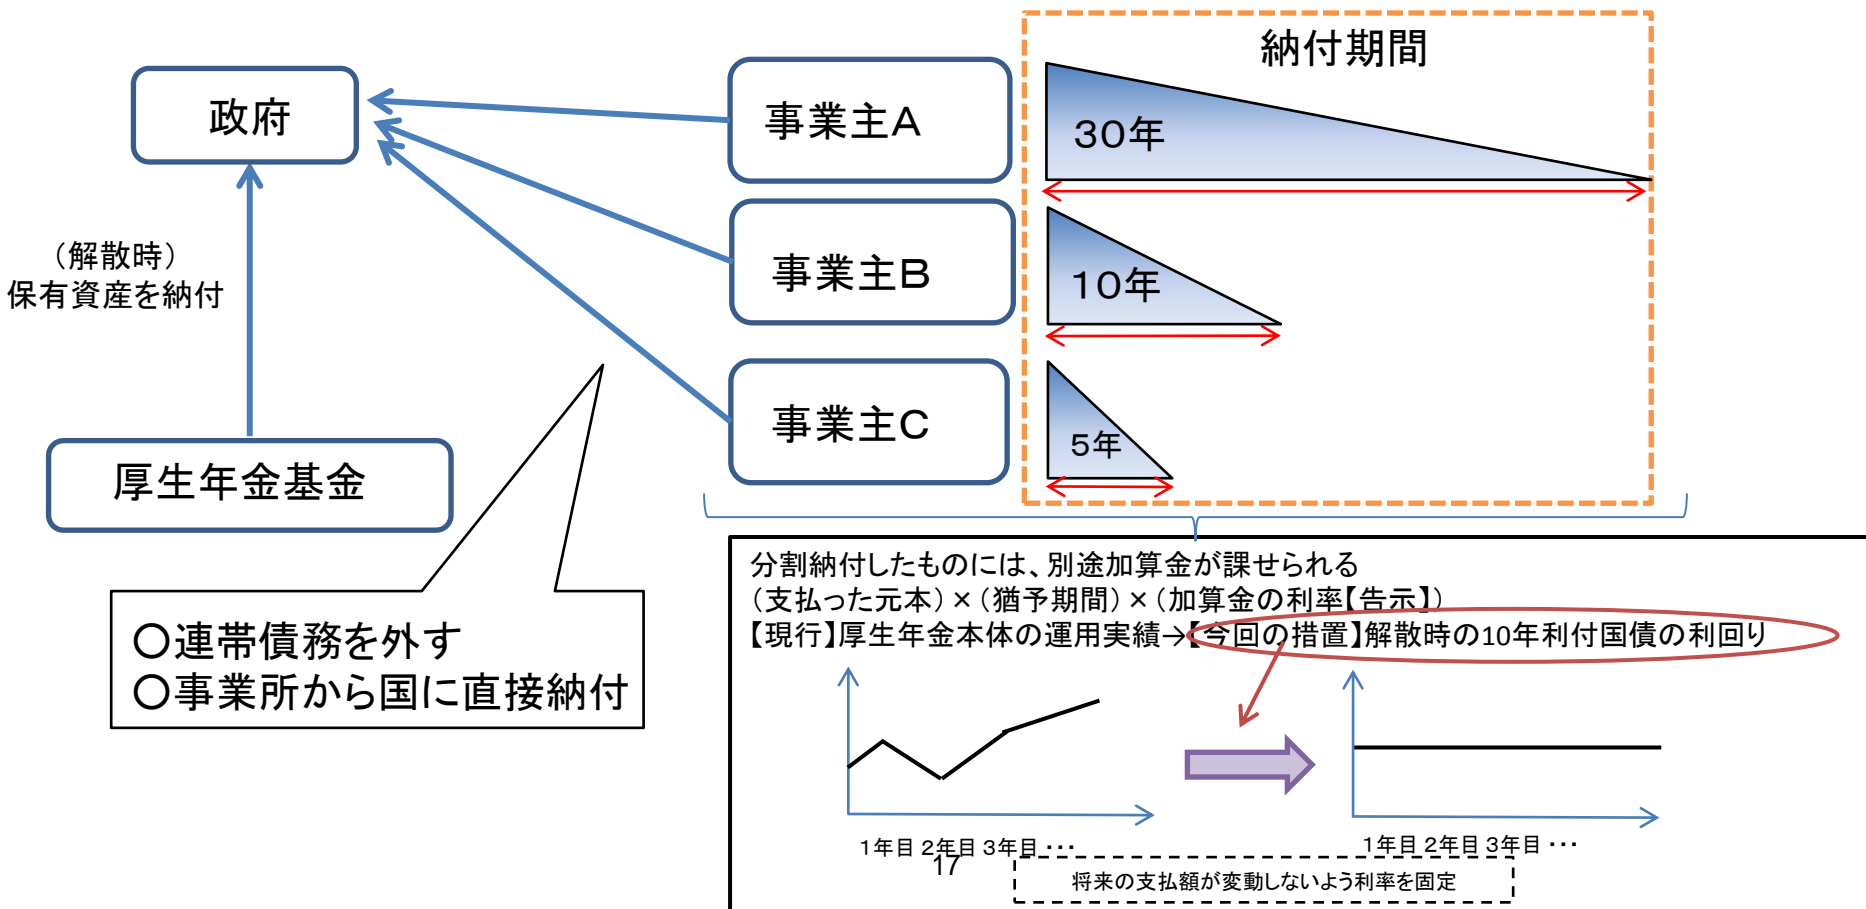 納付期間
政府
事業主A
30年
(解散時)
保有資産を納付
事業主B
10年
事業主C
5年
厚生年金基金
○連帯債務を外す
○事業所から国に直接納付
分割納付したものには、別途加算金が課せられる
(支払った元本)×(猶予期間)×(加算金の利率【告示】)
【現行】厚生年金本体の運用実績→【今回の措置】解散時の10年利付国債の利回り
1年目 2年目 3年目 ・・・
1年目 2年目 3年目 ・・・
17
将来の支払額が変動しないよう利率を固定